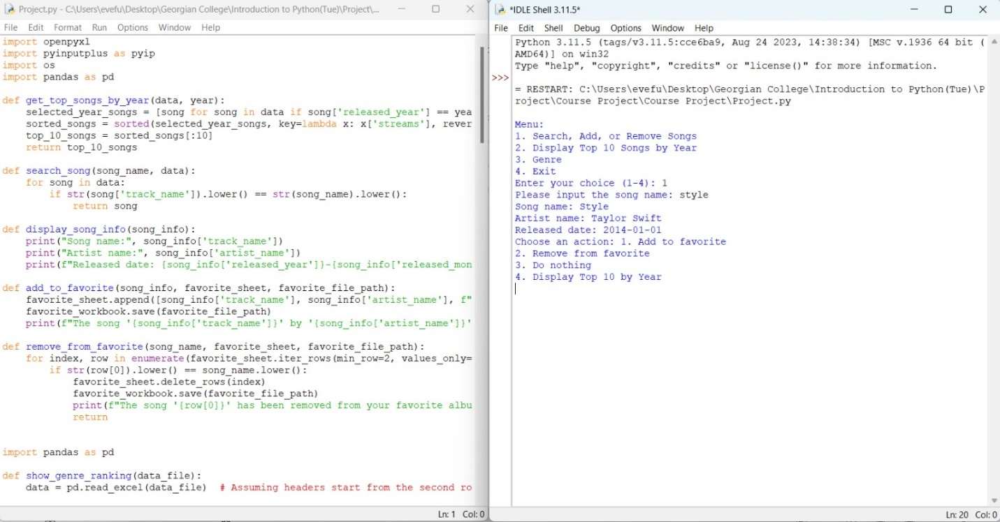 Project.py - C:\Users\evefu\Desktop\Georgian College\Introduction to Python(Tue)\Project\...
File Edit Format Run Options Window Help
import openpyxl
import pyinputplus as pyip
import os
import pandas as pd
def get_top_songs_by_year(data, year):
    selected_year_songs = [song for song in data if song['released_year'] == yea
    sorted_songs = sorted(selected_year_songs, key=lambda x: x['streams'], rever
    top_10_songs = sorted_songs[:10]
    return top_10_songs
def search_song(song_name, data):
    for song in data:
        if str(song['track_name']).lower() == str(song_name).lower():
            return song
def display_song_info(song_info):
    print("Song name:", song_info['track_name'])
    print("Artist name:", song_info['artist_name'])
    print(f"Released date: {song_info['released_year']}-{song_info['released_mon
def add_to_favorite(song_info, favorite_sheet, favorite_file_path):
    favorite_sheet.append([song_info['track_name'], song_info['artist_name'], f"
    favorite_workbook.save(favorite_file_path)
    print(f"The song '{song_info['track_name']}' by '{song_info['artist_name']}'
def remove_from_favorite(song_name, favorite_sheet, favorite_file_path):
    for index, row in enumerate(favorite_sheet.iter_rows(min_row=2, values_only=
        if str(row[0]).lower() == song_name.lower():
            favorite_sheet.delete_rows(index)
            favorite_workbook.save(favorite_file_path)
            print(f"The song '{row[0]}' has been removed from your favorite albu
            return
import pandas as pd
def show_genre_ranking(data_file):
    data = pd.read_excel(data_file)  # Assuming headers start from the second ro
Ln: 1 Col: 0
*IDLE Shell 3.11.5*
File Edit Shell Debug Options Window Help
Python 3.11.5 (tags/v3.11.5:cce6ba9, Aug 24 2023, 14:38:34) [MSC v.1936 64 bit (
AMD64)] on win32
Type "help", "copyright", "credits" or "license()" for more information.
>>>
= RESTART: C:\Users\evefu\Desktop\Georgian College\Introduction to Python(Tue)\P
roject\Course Project\Course Project\Project.py
Menu:
1. Search, Add, or Remove Songs
2. Display Top 10 Songs by Year
3. Genre
4. Exit
Enter your choice (1-4): 1
Please input the song name: style
Song name: Style
Artist name: Taylor Swift
Released date: 2014-01-01
Choose an action: 1. Add to favorite
2. Remove from favorite
3. Do nothing
4. Display Top 10 by Year
Ln: 20 Col: 0